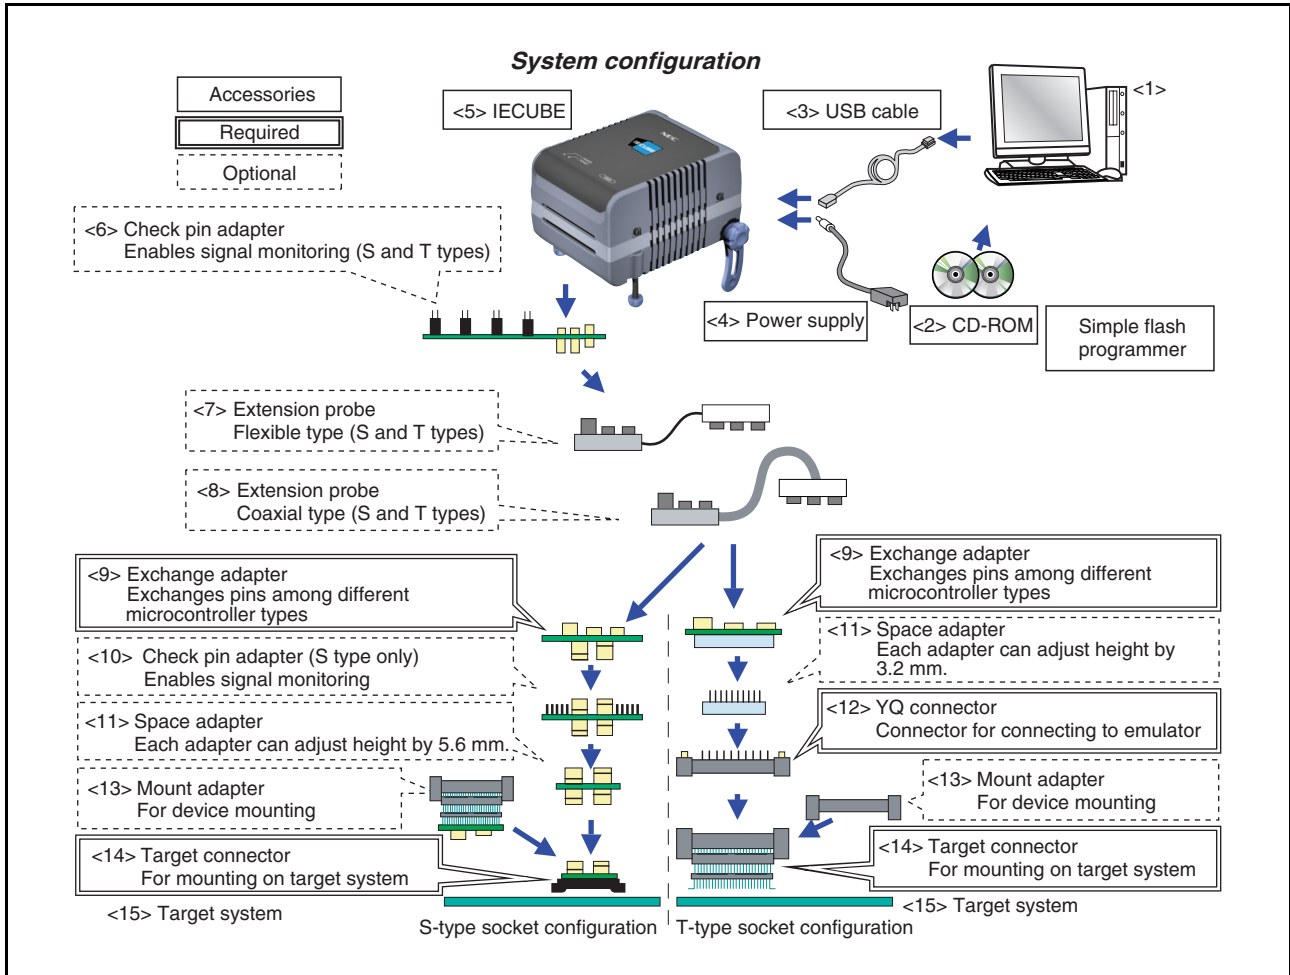 System configuration
Accessories
Required
Optional
<5> IECUBE
<3> USB cable
<1>
NEC
<6> Check pin adapter
Enables signal monitoring (S and T types)
<4> Power supply
<2> CD-ROM
Simple flash
programmer
<7> Extension probe
Flexible type (S and T types)
<8> Extension probe
Coaxial type (S and T types)
<9> Exchange adapter
Exchanges pins among different
microcontroller types
<10> Check pin adapter (S type only)
Enables signal monitoring
<11> Space adapter
Each adapter can adjust height by 5.6 mm.
<13> Mount adapter
For device mounting
<14> Target connector
For mounting on target system
<15> Target system
S-type socket configuration
<9> Exchange adapter
Exchanges pins among different
microcontroller types
<11> Space adapter
Each adapter can adjust height by
3.2 mm.
<12> YQ connector
Connector for connecting to emulator
<13> Mount adapter
For device mounting
<14> Target connector
For mounting on target system
<15> Target system
T-type socket configuration